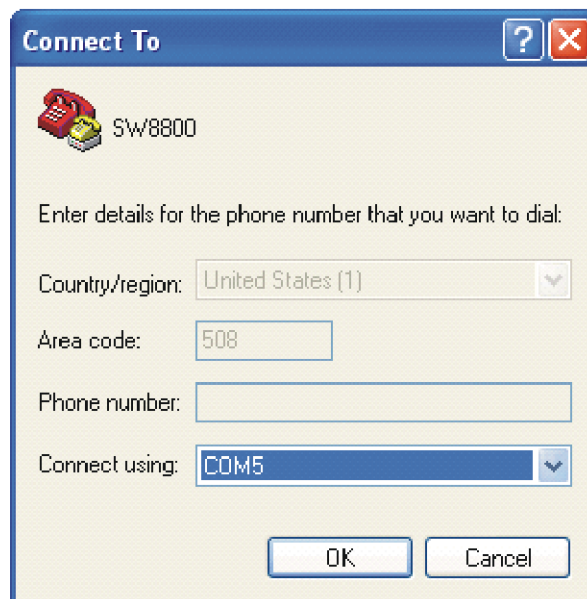 Connect To
SW8800
Enter details for the phone number that you want to dial:
Country/region: United States (1)
Area code: 508
Phone number:
Connect using: COM5
OK Cancel